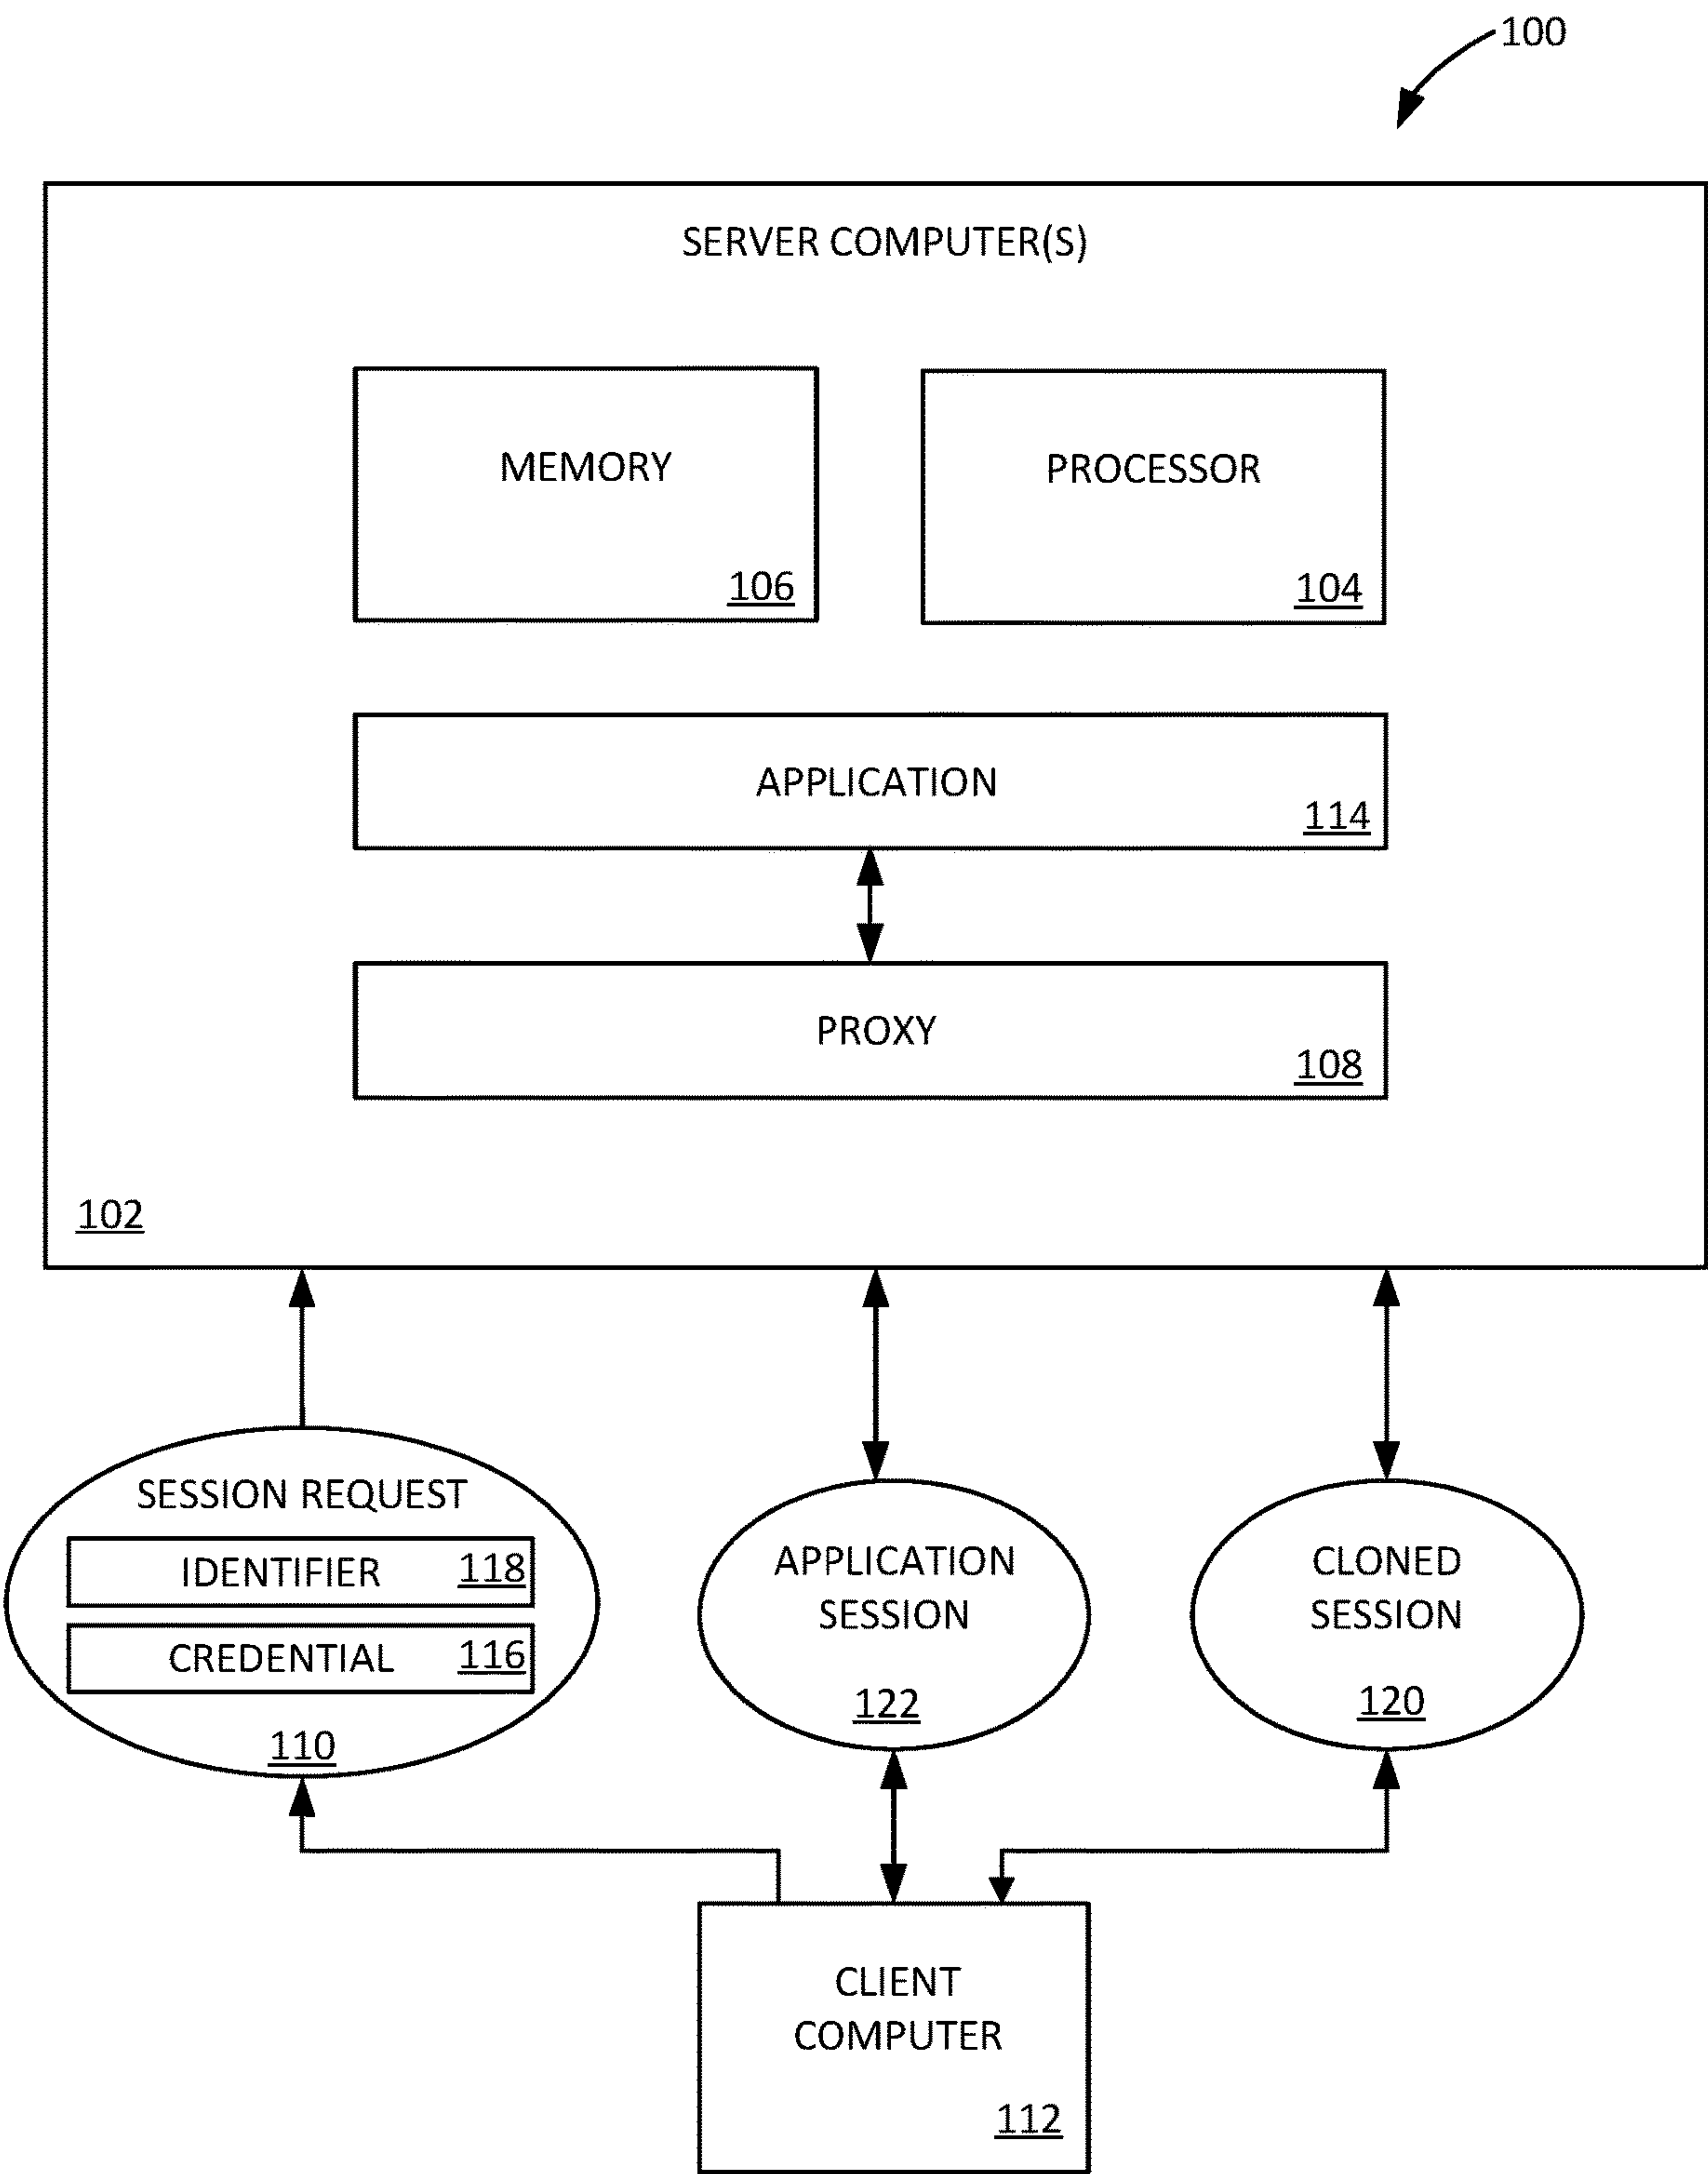 100
SERVER COMPUTER(S)
MEMORY
106
PROCESSOR
104
APPLICATION
114
PROXY
108
102
SESSION REQUEST
IDENTIFIER 118
CREDENTIAL 116
110
APPLICATION
SESSION
122
CLONED
SESSION
120
CLIENT
COMPUTER
112